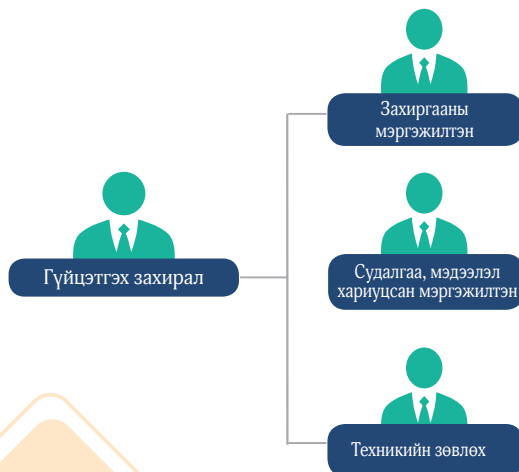 Захиргааны
мэргэжилтэн
Гүйцэтгэх захирал
Судалгаа, мэдээлэл
хариуцсан мэргэжилтэн
Техникийн зөвлөх